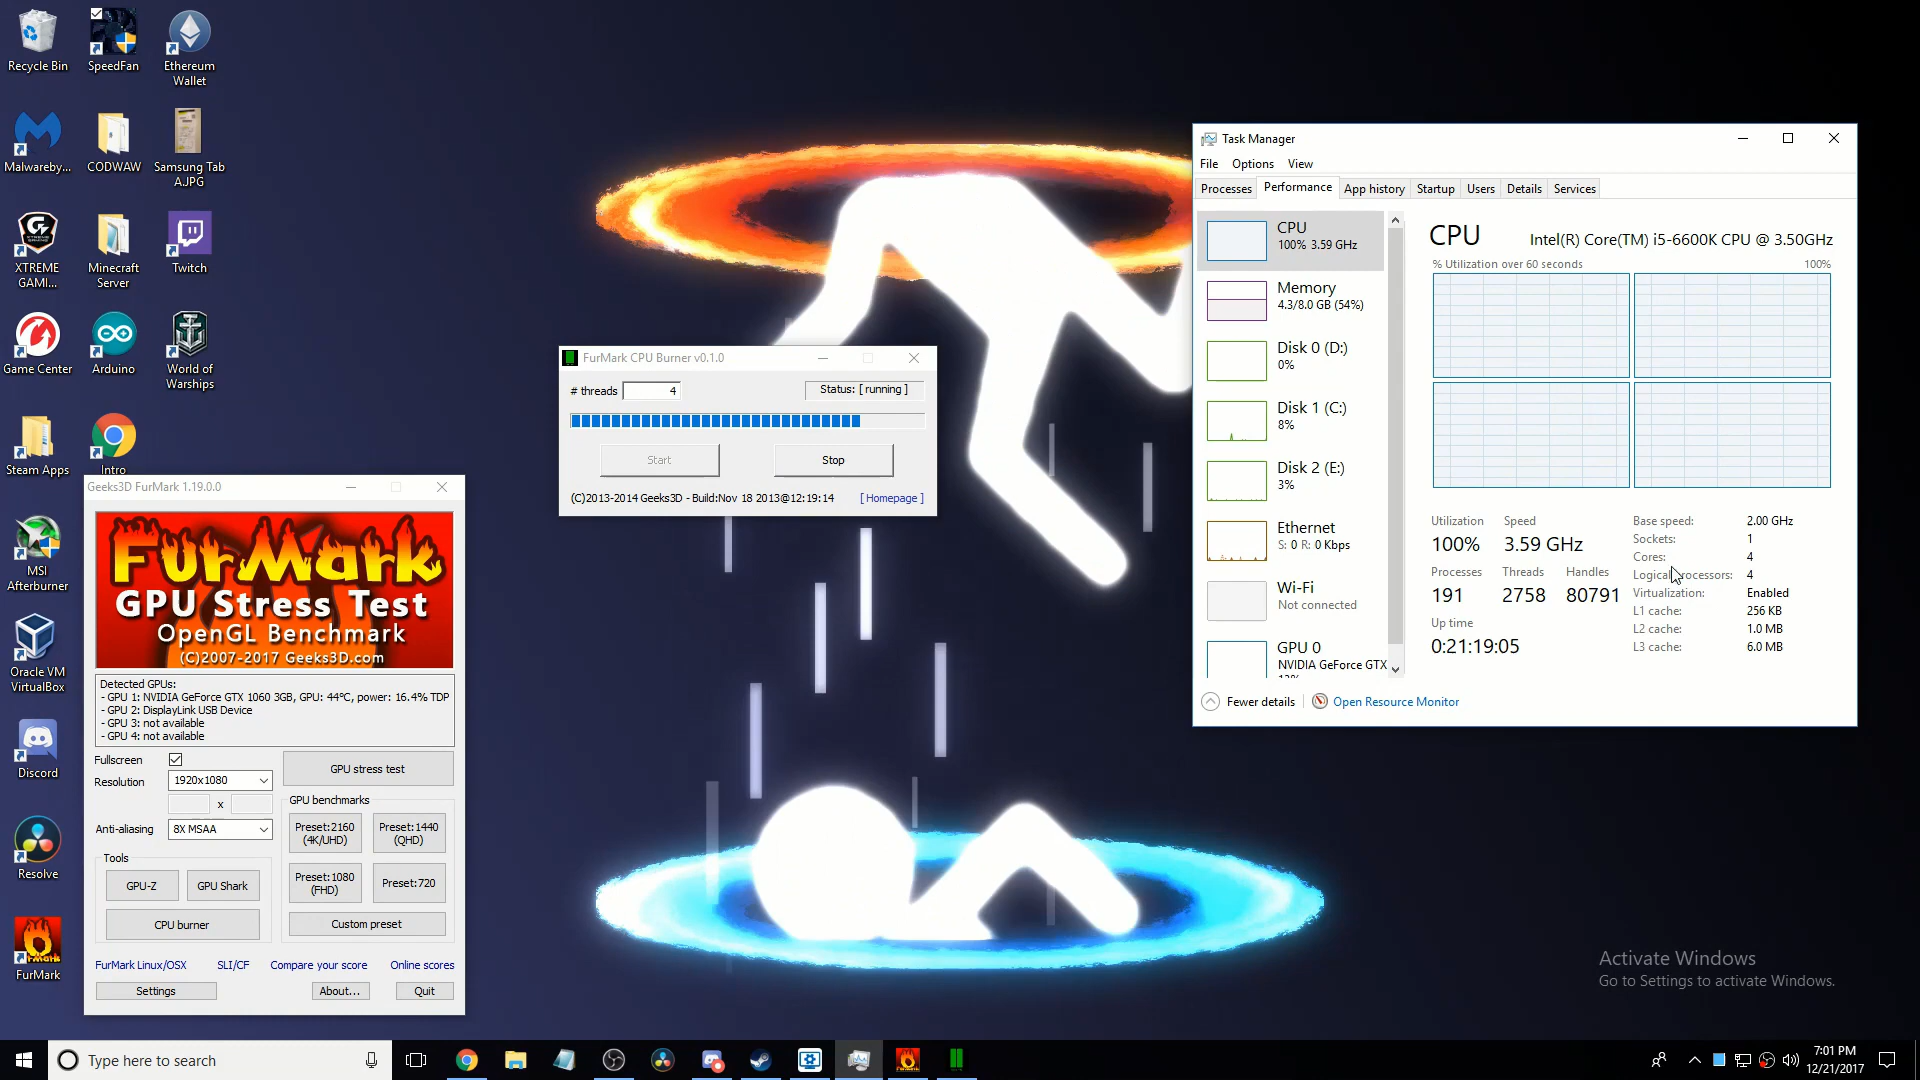 Recycle Bin
SpeedFan
Ethereum
Wallet
Malwareby...
CODWAW
Samsung Tab
A.JPG
XTREME
GAMI...
Minecraft
Server
Twitch
Game Center
Arduino
World of
Warships
Steam Apps
Intro
MSI
Afterburner
Oracle VM
VirtualBox
Discord
Resolve
FurMark
Geeks3D FurMark 1.19.0.0
FurMark
GPU Stress Test
OpenGL Benchmark
(C)2007-2017 Geeks3D.com
Detected GPUs:
- GPU 1: NVIDIA GeForce GTX 1060 3GB, GPU: 44°C, power: 16.4% TDP
- GPU 2: DisplayLink USB Device
- GPU 3: not available
- GPU 4: not available
Fullscreen
Resolution
1920x1080
x
Anti-aliasing
8X MSAA
GPU stress test
GPU benchmarks
Preset:2160
(4K/UHD)
Preset:1440
(QHD)
Preset:1080
(FHD)
Preset:720
Custom preset
Tools
GPU-Z
GPU Shark
CPU burner
FurMark Linux/OSX
SLI/CF
Compare your score
Online scores
Settings
About...
Quit
FurMark CPU Burner v0.1.0
# threads
4
Status: [ running ]
Start
Stop
(C)2013-2014 Geeks3D - Build:Nov 18 2013@12:19:14
[ Homepage ]
Task Manager
File Options View
Processes Performance App history Startup Users Details Services
CPU
100% 3.59 GHz
Memory
4.3/8.0 GB (54%)
Disk 0 (D:)
0%
Disk 1 (C:)
8%
Disk 2 (E:)
3%
Ethernet
S: 0 R: 0 Kbps
Wi-Fi
Not connected
GPU 0
NVIDIA GeForce GTX
CPU
Intel(R) Core(TM) i5-6600K CPU @ 3.50GHz
% Utilization over 60 seconds
100%
Utilization Speed
100% 3.59 GHz
Processes Threads Handles
191 2758 80791
Up time
0:21:19:05
Base speed: 2.00 GHz
Sockets: 1
Cores: 4
Logical processors: 4
Virtualization: Enabled
L1 cache: 256 KB
L2 cache: 1.0 MB
L3 cache: 6.0 MB
Fewer details
Open Resource Monitor
Activate Windows
Go to Settings to activate Windows.
Type here to search
7:01 PM
12/21/2017